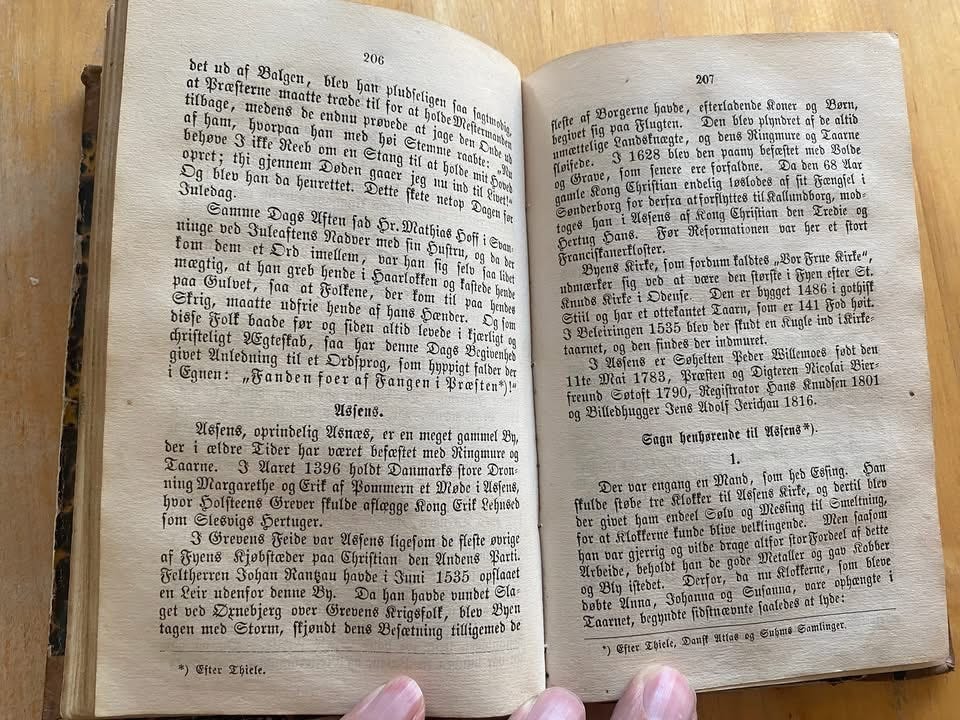 206
det ud af Balgen, blev han pludseligen saa sagtmodig,
at Præsterne maatte træde til for at holde Mestermanden
tilbage, medens de endnu prøvede at jage den Onde ud
af ham, hvorpaa han med høi Stemme raabte: „Nu
behøve I ikke Reeb om en Stang til at holde mit Hoved
opret; thi gjennem Døden gaaer jeg nu ind til Livet!“
Og blev han da henrettet. Dette skete netop Dagen før
Juledag.
Samme Dags Aften sad Hr. Mathias Hoff i Svan-
ninge ved Juleaftens Nadver med sin Hustru, og da der
kom dem et Ord imellem, var han sig selv saa lidet
mægtig, at han greb hende i Haarlokken og kastede hende
paa Gulvet, saa at Folkene, der kom til paa hendes
Skrig, maatte udfrie hende af hans Hænder. Og som
disse Folk baade før og siden altid levede i kjærligt og
christeligt Ægteskab, saa har denne Dags Begivenhed
givet Anledning til et Ordsprog, som hyppigt falder der
i Egnen: „Fanden foer af Fangen i Præsten*)!“
Assens.
Assens, oprindelig Asnæs, er en meget gammel By,
der i ældre Tider har været befæstet med Ringmure og
Taarne. I Aaret 1396 holdt Danmarks store Dron-
ning Margarethe og Erik af Pommern et Møde i Assens,
hvor Holsteens Grever skulde aflægge Kong Erik Lehnsed
som Slesvigs Hertuger.
I Grevens Feide var Assens ligesom de fleste øvrige
af Fyens Kjøbstæder paa Christian den Andens Parti.
Feltherren Johan Rantzau havde i Juni 1535 opslaaet
en Leir udenfor denne By. Da han havde vundet Sla-
get ved Øxnebjerg over Grevens Krigsfolk, blev Byen
tagen med Storm, skjøndt dens Besætning tilligemed de
*) Efter Thiele.
207
fleste af Borgerne havde, efterladende Koner og Børn,
begivet sig paa Flugten. Den blev plyndret af de altid
umættelige Landsknægte, og dens Ringmure og Taarne
sløifede. I 1628 blev den paany befæstet med Volde
og Grave, som senere ere forfaldne. Da den 68 Aar
gamle Kong Christian endelig løslodes af sit Fængsel i
Sønderborg for derfra at forflyttes til Kallundborg, mod-
toges han i Assens af Kong Christian den Tredie og
Hertug Hans. Før Reformationen var her et stort
Franciskanerkloster.
Byens Kirke, som fordum kaldtes „Vor Frue Kirke“,
udmærker sig ved at være den største i Fyen efter St.
Knuds Kirke i Odense. Den er bygget 1486 i gothisk
Stiil og har et ottekantet Taarn, som er 141 Fod høit.
I Beleiringen 1535 blev der skudt en Kugle ind i Kirke-
taarnet, og den findes der indmuret.
I Assens er Søhelten Peder Willemoes født den
11te Mai 1783, Præsten og Digteren Nicolai Bier-
freund Søtoft 1790, Registrator Hans Knudsen 1801
og Billedhugger Jens Adolf Jerichau 1816.
Sagn henhørende til Assens*).
1.
Der var engang en Mand, som hed Essing. Han
skulde støbe tre Klokker til Assens Kirke, og dertil blev
der givet ham endeel Sølv og Messing til Smeltning,
for at Klokkerne kunde blive velklingende. Men saasom
han var gjerrig og vilde drage altfor stor Fordeel af dette
Arbeide, beholdt han de gode Metaller og gav Kobber
og Bly istedet. Derfor, da nu Klokkerne, som bleve
døbte Anna, Johanna og Susanna, vare ophængte i
Taarnet, begyndte sidstnævnte saaledes at lyde:
*) Efter Thiele, Dansk Atlas og Suhms Samlinger.